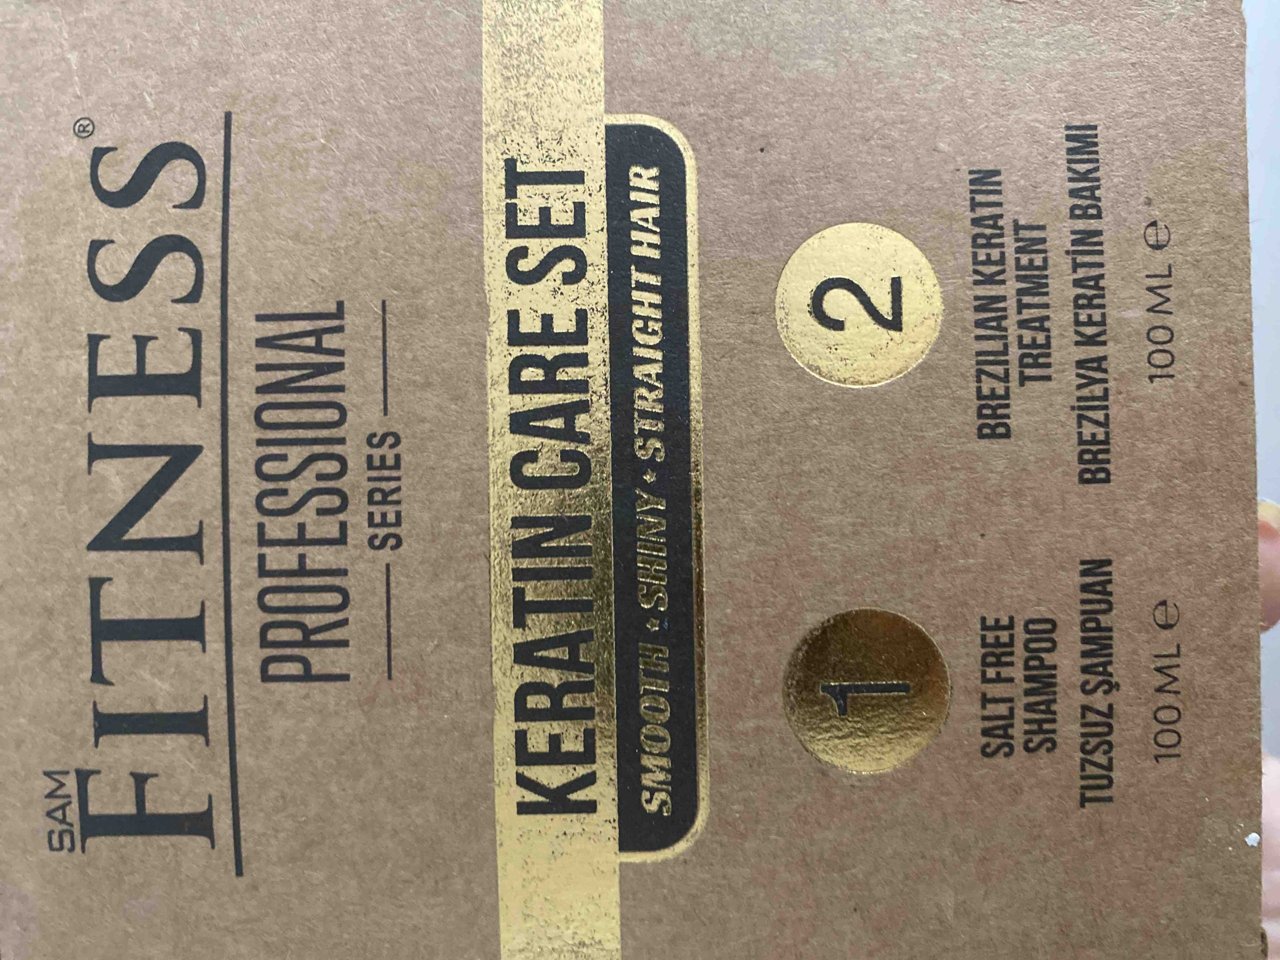 SAM
FITNESS®
PROFESSIONAL
SERIES
KERATIN CARE SET
SMOOTH • SHINY • STRAIGHT HAIR
1
SALT FREE
SHAMPOO
TUZSUZ ŞAMPUAN
100 ML ℮
2
BREZILIAN KERATIN
TREATMENT
BREZİLYA KERATİN BAKIMI
100 ML ℮